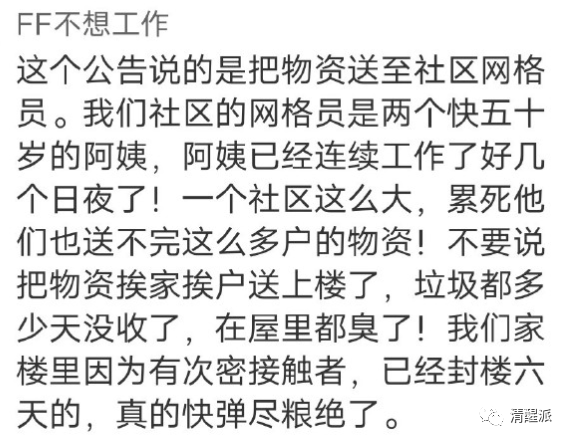 FF不想工作
这个公告说的是把物资送至社区网格
员。我们社区的网格员是两个快五十
岁的阿姨，阿姨已经连续工作了好几
个日夜了！一个社区这么大，累死他
们也送不完这么多户的物资！不要说
把物资挨家挨户送上楼了，垃圾都多
少天没收了，在屋里都臭了！我们家
楼里因为有次密接触者，已经封楼六
天的，真的快弹尽粮绝了。
清醒派